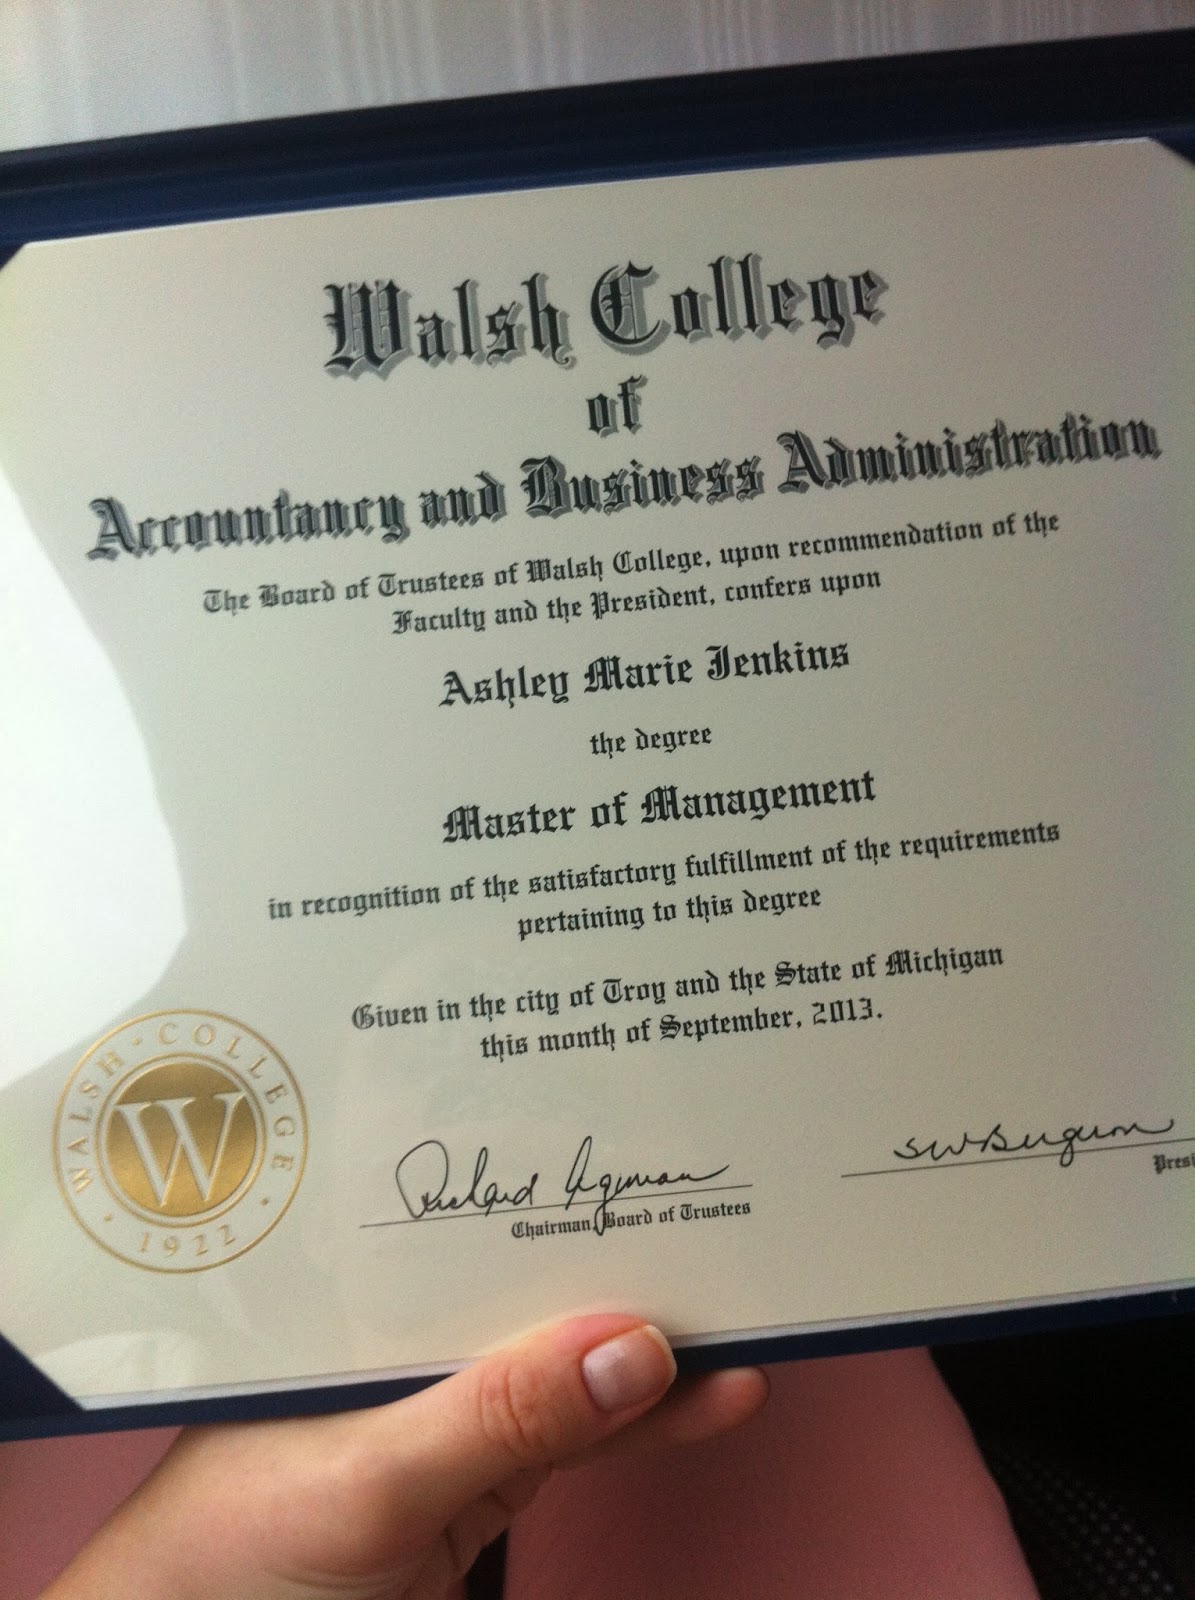 Walsh College
of
Accountancy and Business Administration
The Board of Trustees of Walsh College, upon recommendation of the
Faculty and the President, confers upon
Ashley Marie Jenkins
the degree
Master of Management
in recognition of the satisfactory fulfillment of the requirements
pertaining to this degree
Given in the city of Troy and the State of Michigan
this month of September, 2013.
WALSH · COLLEGE
W
· 1922 ·
Richard
Chairman, Board of Trustees
Presi